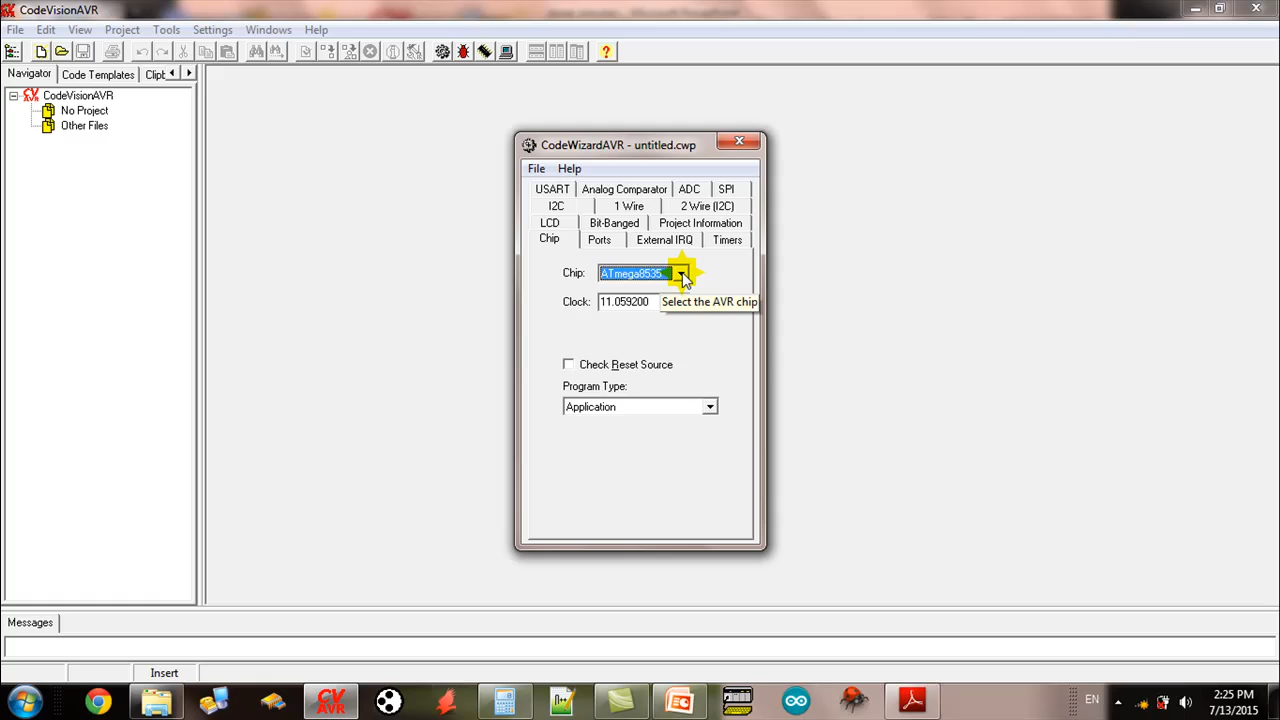 CodeVisionAVR
File Edit View Project Tools Settings Windows Help
Navigator Code Templates Clipb
CodeVisionAVR
No Project
Other Files
CodeWizardAVR - untitled.cwp
File Help
USART Analog Comparator ADC SPI
I2C 1 Wire 2 Wire (I2C)
LCD Bit-Banged Project Information
Chip Ports External IRQ Timers
Chip: ATmega8535
Clock: 11.059200
Select the AVR chip
Check Reset Source
Program Type:
Application
Messages
Insert
EN
2:25 PM
7/13/2015